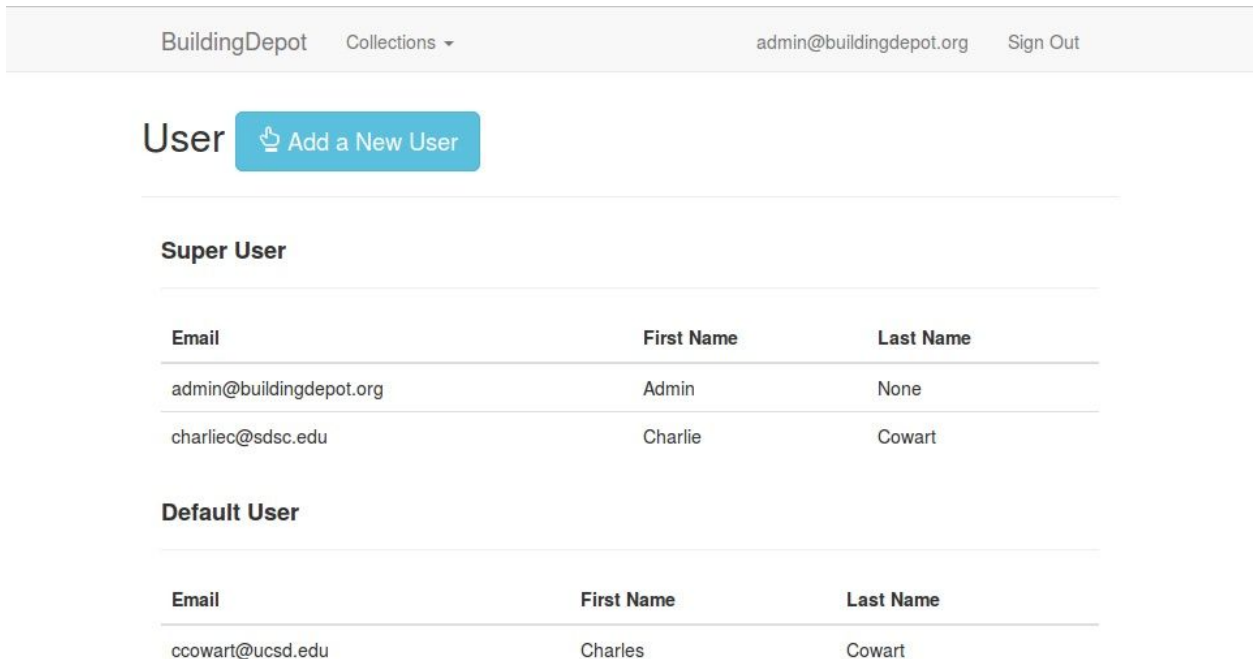 BuildingDepot Collections admin@buildingdepot.org Sign Out
User Add a New User
Super User
Email First Name Last Name
admin@buildingdepot.org Admin None
charliec@sdsc.edu Charlie Cowart
Default User
Email First Name Last Name
ccowart@ucsd.edu Charles Cowart